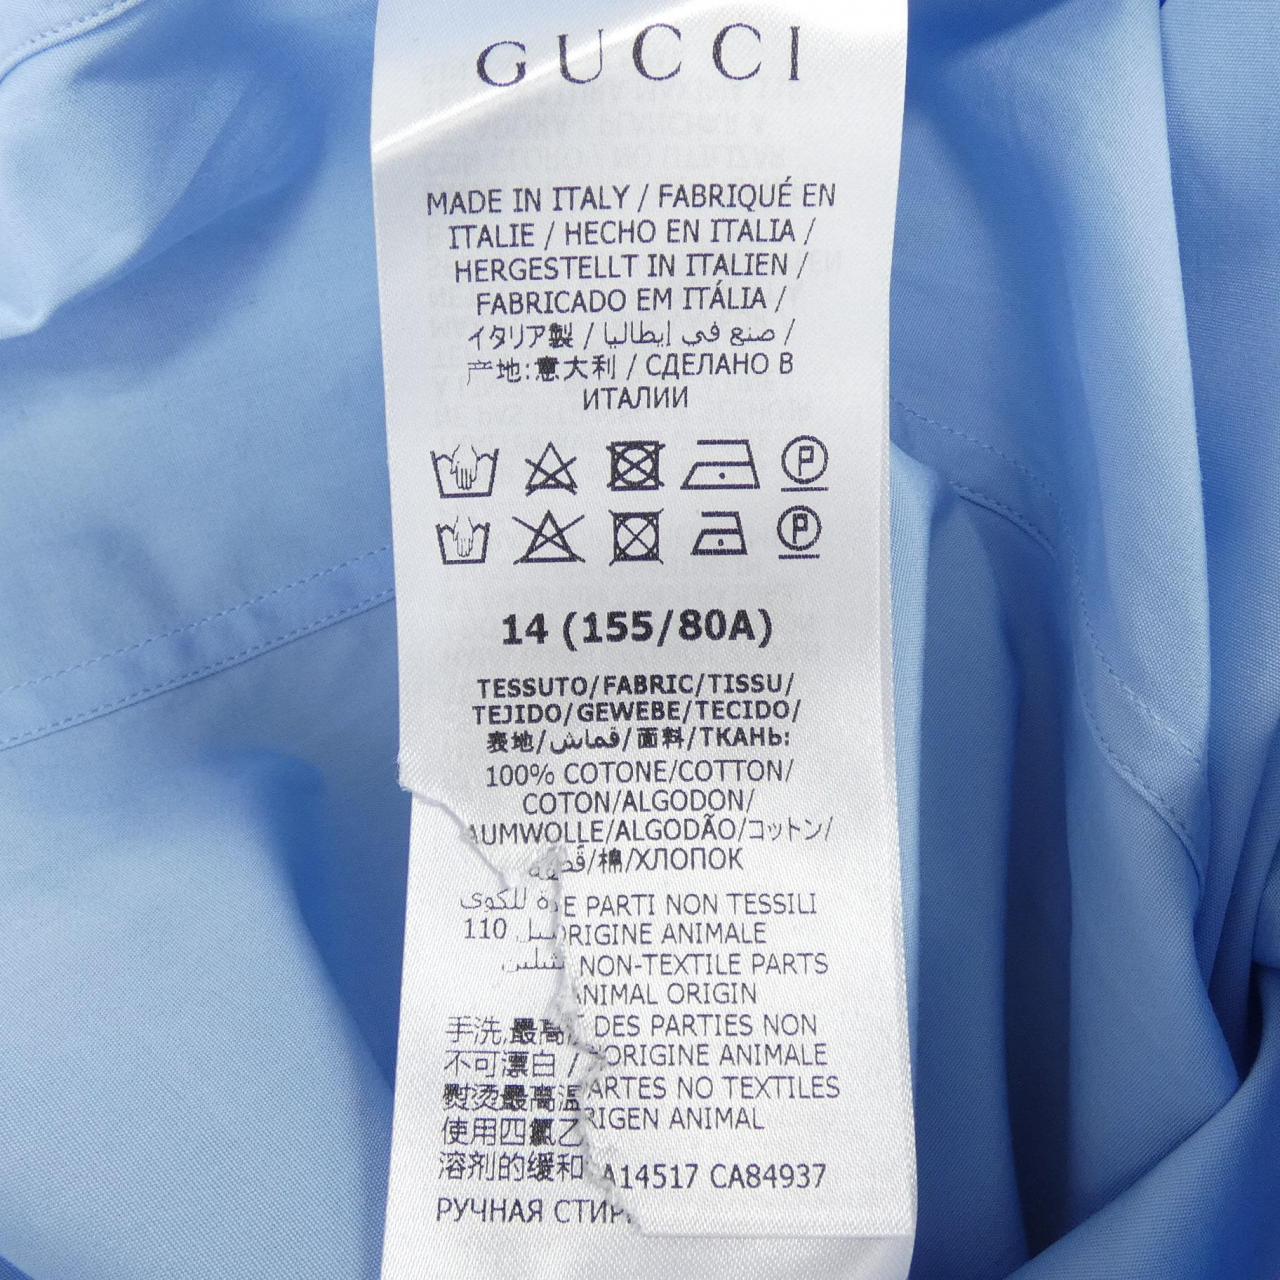 GUCCI
MADE IN ITALY / FABRIQUÉ EN
ITALIE / HECHO EN ITALIA /
HERGESTELLT IN ITALIEN /
FABRICADO EM ITÁLIA /
イタリア製 / صنع في إيطاليا /
产地:意大利 / СДЕЛАНО В
ИТАЛИИ
P
P
14 (155/80A)
TESSUTO/FABRIC/TISSU/
TEJIDO/GEWEBE/TECIDO/
表地/قماش/面料/ТКАНЬ:
100% COTONE/COTTON/
COTON/ALGODON/
AUMWOLLE/ALGODÃO/コットン/
/棉/ХЛОПОК
للكوي E PARTI NON TESSILI
110 RIGINE ANIMALE
NON-TEXTILE PARTS
ANIMAL ORIGIN
手洗,最高 DES PARTIES NON
不可漂白 / ORIGINE ANIMALE
熨烫最高温 ARTES NO TEXTILES
使用四氯乙 RIGEN ANIMAL
溶剂的缓和 A14517 CA84937
РУЧНАЯ СТИР